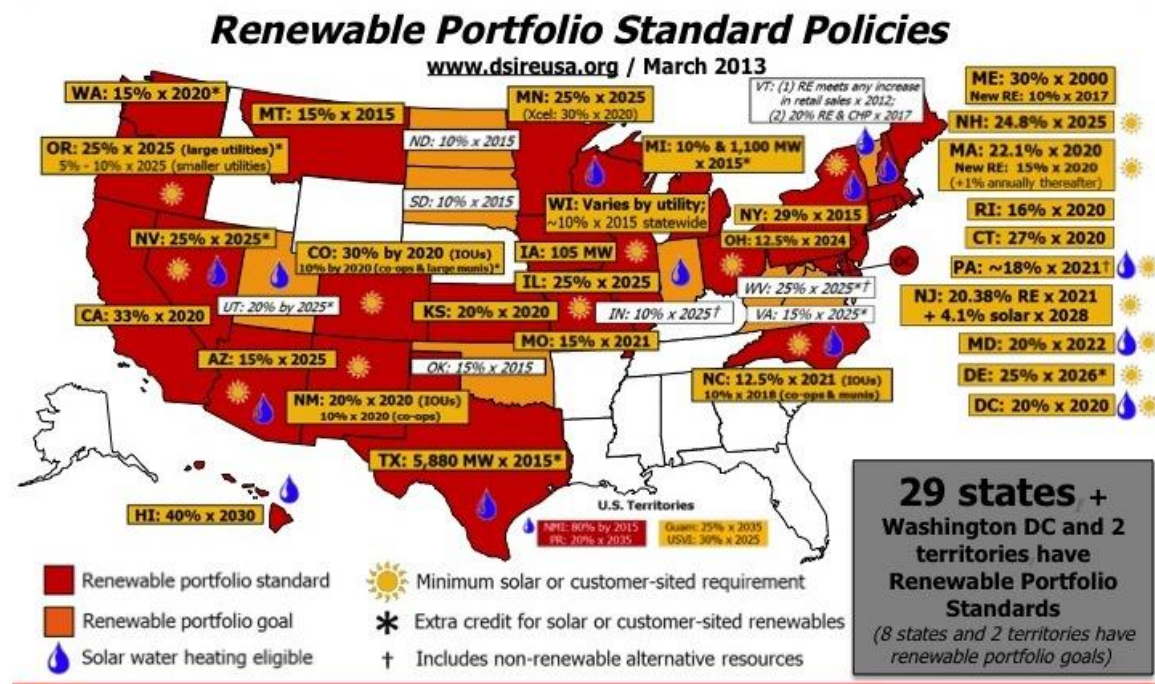 Renewable Portfolio Standard Policies
www.dsireusa.org / March 2013
WA: 15% x 2020*
MT: 15% x 2015
MN: 25% x 2025
(Xcel: 30% x 2020)
VT: (1) RE meets any increase
in retail sales x 2012;
(2) 20% RE & CHP x 2017
ME: 30% x 2000
New RE: 10% x 2017
OR: 25% x 2025 (large utilities)*
5% - 10% x 2025 (smaller utilities)
ND: 10% x 2015
MI: 10% & 1,100 MW
x 2015*
NH: 24.8% x 2025
MA: 22.1% x 2020
New RE: 15% x 2020
(+1% annually thereafter)
SD: 10% x 2015
WI: Varies by utility;
~10% x 2015 statewide
NY: 29% x 2015
RI: 16% x 2020
NV: 25% x 2025*
CO: 30% by 2020 (IOUs)
10% by 2020 (co-ops & large munis)*
IA: 105 MW
OH: 12.5% x 2024
CT: 27% x 2020
DC
PA: ~18% x 2021†
IL: 25% x 2025
WV: 25% x 2025*†
UT: 20% by 2025*
CA: 33% x 2020
KS: 20% x 2020
IN: 10% x 2025†
VA: 15% x 2025*
NJ: 20.38% RE x 2021
+ 4.1% solar x 2028
MO: 15% x 2021
MD: 20% x 2022
AZ: 15% x 2025
OK: 15% x 2015
DE: 25% x 2026*
NM: 20% x 2020 (IOUs)
10% x 2020 (co-ops)
NC: 12.5% x 2021 (IOUs)
10% x 2018 (co-ops & munis)
DC: 20% x 2020
TX: 5,880 MW x 2015*
HI: 40% x 2030
U.S. Territories
NMI: 80% by 2015
PR: 20% x 2035
Guam: 25% x 2035
USVI: 30% x 2025
29 states, +
Washington DC and 2
territories have
Renewable Portfolio
Standards
(8 states and 2 territories have
renewable portfolio goals)
Renewable portfolio standard
Minimum solar or customer-sited requirement
Renewable portfolio goal
* Extra credit for solar or customer-sited renewables
Solar water heating eligible
† Includes non-renewable alternative resources